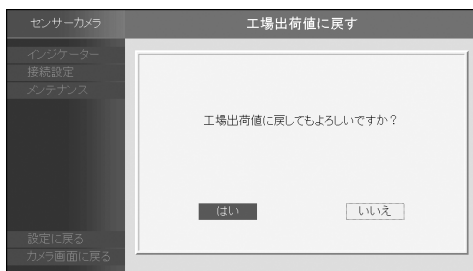 センサーカメラ
工場出荷値に戻す
インジケーター
接続設定
メンテナンス
工場出荷値に戻してもよろしいですか？
はい
いいえ
設定に戻る
カメラ画面に戻る